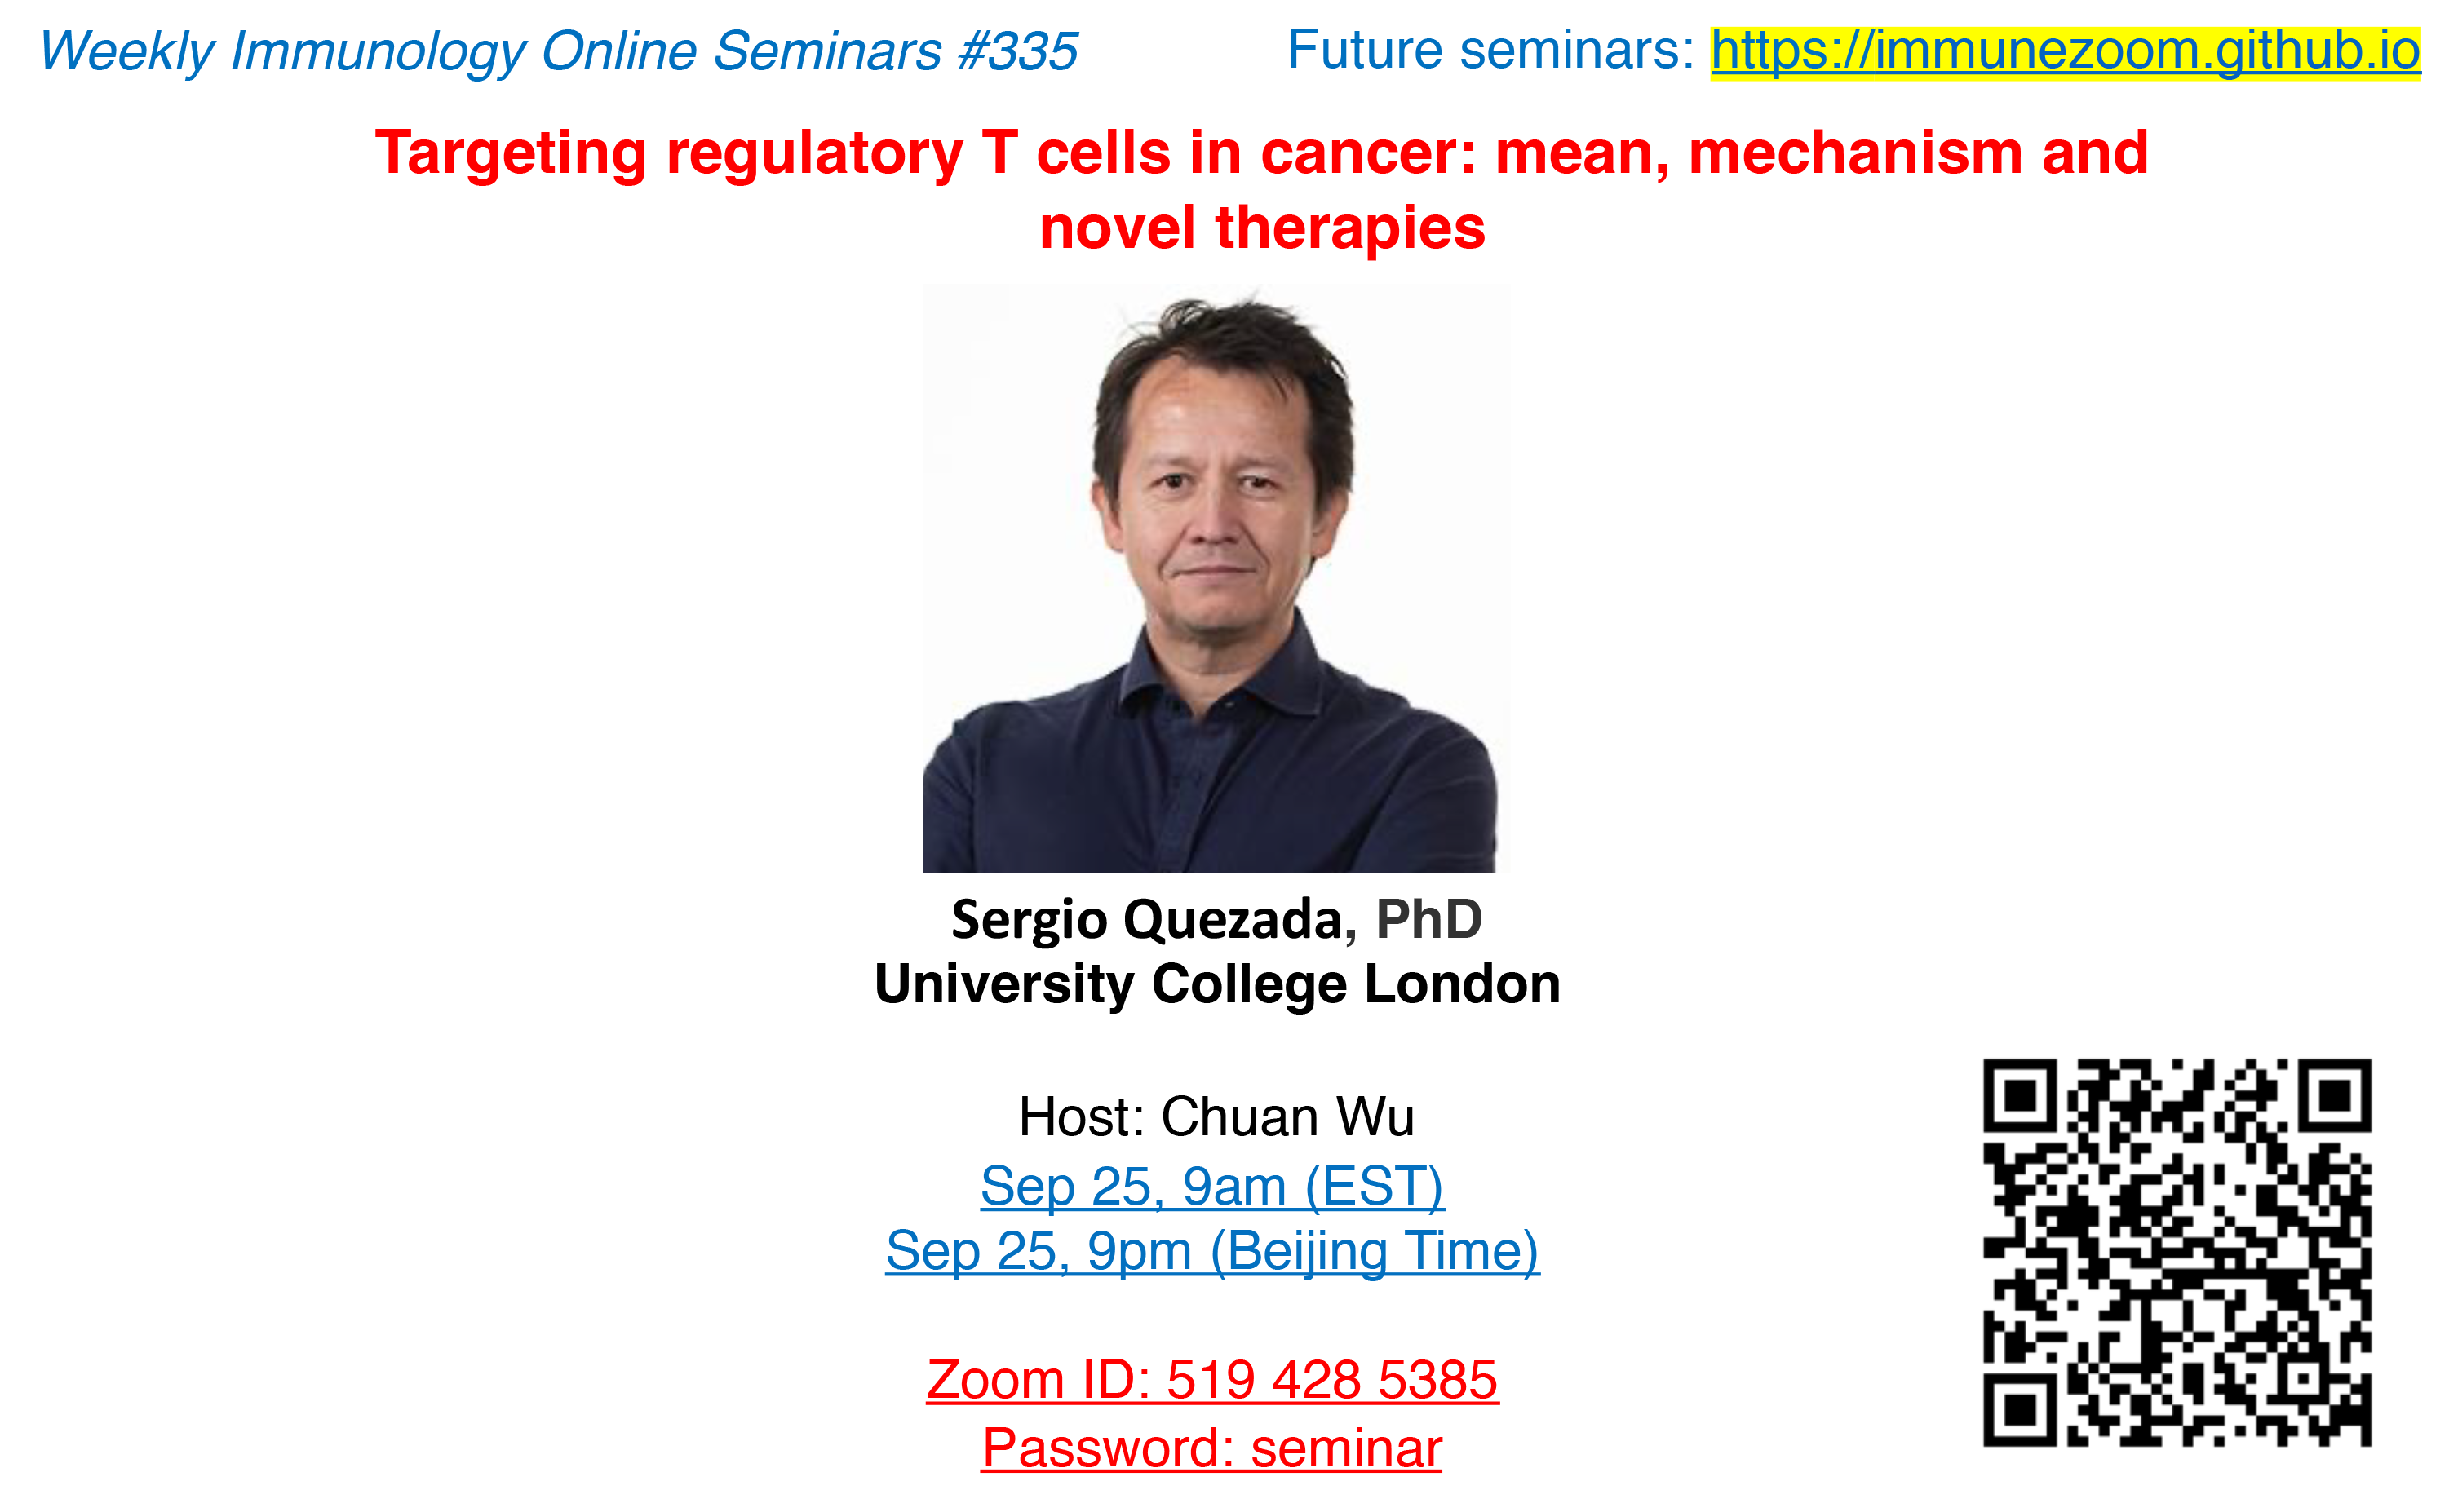 Weekly Immunology Online Seminars #335
Future seminars: https://immunezoom.github.io
Targeting regulatory T cells in cancer: mean, mechanism and
novel therapies
Sergio Quezada, PhD
University College London
Host: Chuan Wu
Sep 25, 9am (EST)
Sep 25, 9pm (Beijing Time)
Zoom ID: 519 428 5385
Password: seminar